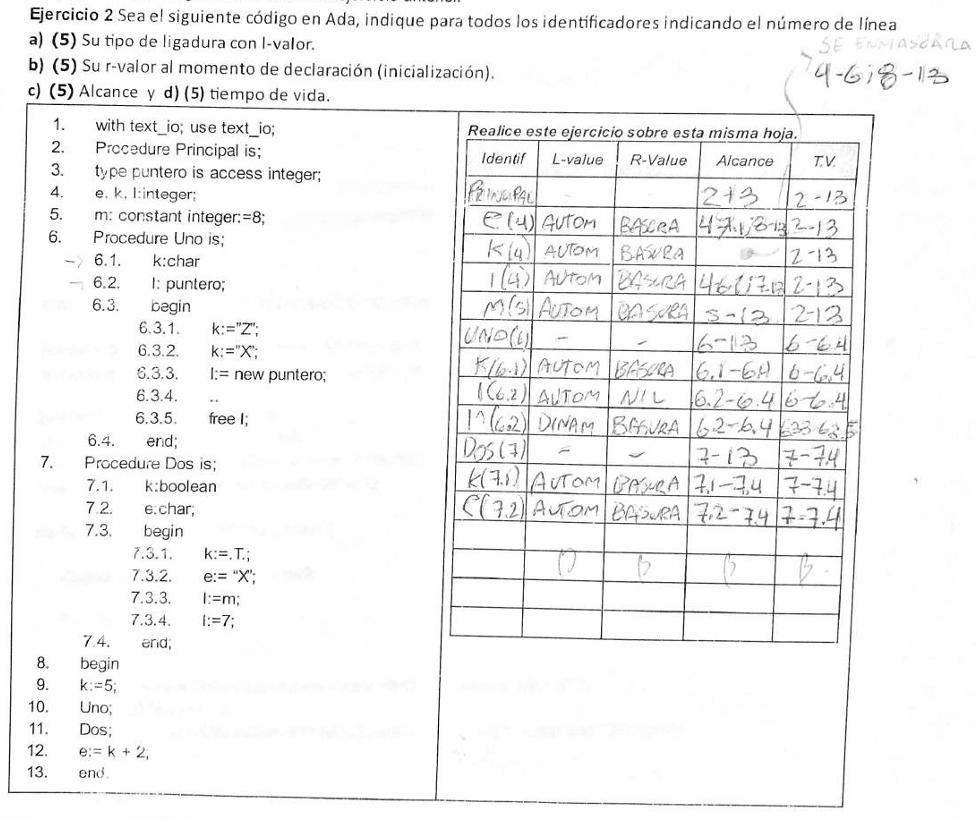 Ejercicio 2 Sea el siguiente código en Ada, indique para todos los identificadores indicando el número de línea
a) (5) Su tipo de ligadura con l-valor.
SE ENMASCARA
b) (5) Su r-valor al momento de declaración (inicialización).
4-6;8-13
c) (5) Alcance y d) (5) tiempo de vida.
1. with text_io; use text_io;
2. Procedure Principal is;
3. type puntero is access integer;
4. e, k, l:integer;
5. m: constant integer:=8;
6. Procedure Uno is;
6.1. k:char
6.2. l: puntero;
6.3. begin
6.3.1. k:="Z";
6.3.2. k:="X";
6.3.3. l:= new puntero;
6.3.4. ..
6.3.5. free l;
6.4. end;
7. Procedure Dos is;
7.1. k:boolean
7.2. e:char;
7.3. begin
7.3.1. k:=.T.;
7.3.2. e:= "X";
7.3.3. l:=m;
7.3.4. l:=7;
7.4. end;
8. begin
9. k:=5;
10. Uno;
11. Dos;
12. e:= k + 2;
13. end.
Realice este ejercicio sobre esta misma hoja.
Identif L-value R-Value Alcance T.V.
PRINCIPAL - - 2-13 2-13
e(4) AUTOM BASURA 2-13
K(4) AUTOM BASURA 2-13
l(4) AUTOM BASURA 2-13
M(5) AUTOM BASURA 5-13 2-13
UNO(6) - - 6-13 6-6.4
K(6.1) AUTOM BASURA 6.1-6.4 6-6.4
l(6.2) AUTOM NIL 6.2-6.4 6-6.4
l^(6.2) DINAM BASURA 6.2-6.4 6.3.3-6.3.5
DOS(7) - - 7-13 7-7.4
K(7.1) AUTOM BASURA 7.1-7.4 7-7.4
e(7.2) AUTOM BASURA 7.2-7.4 7-7.4